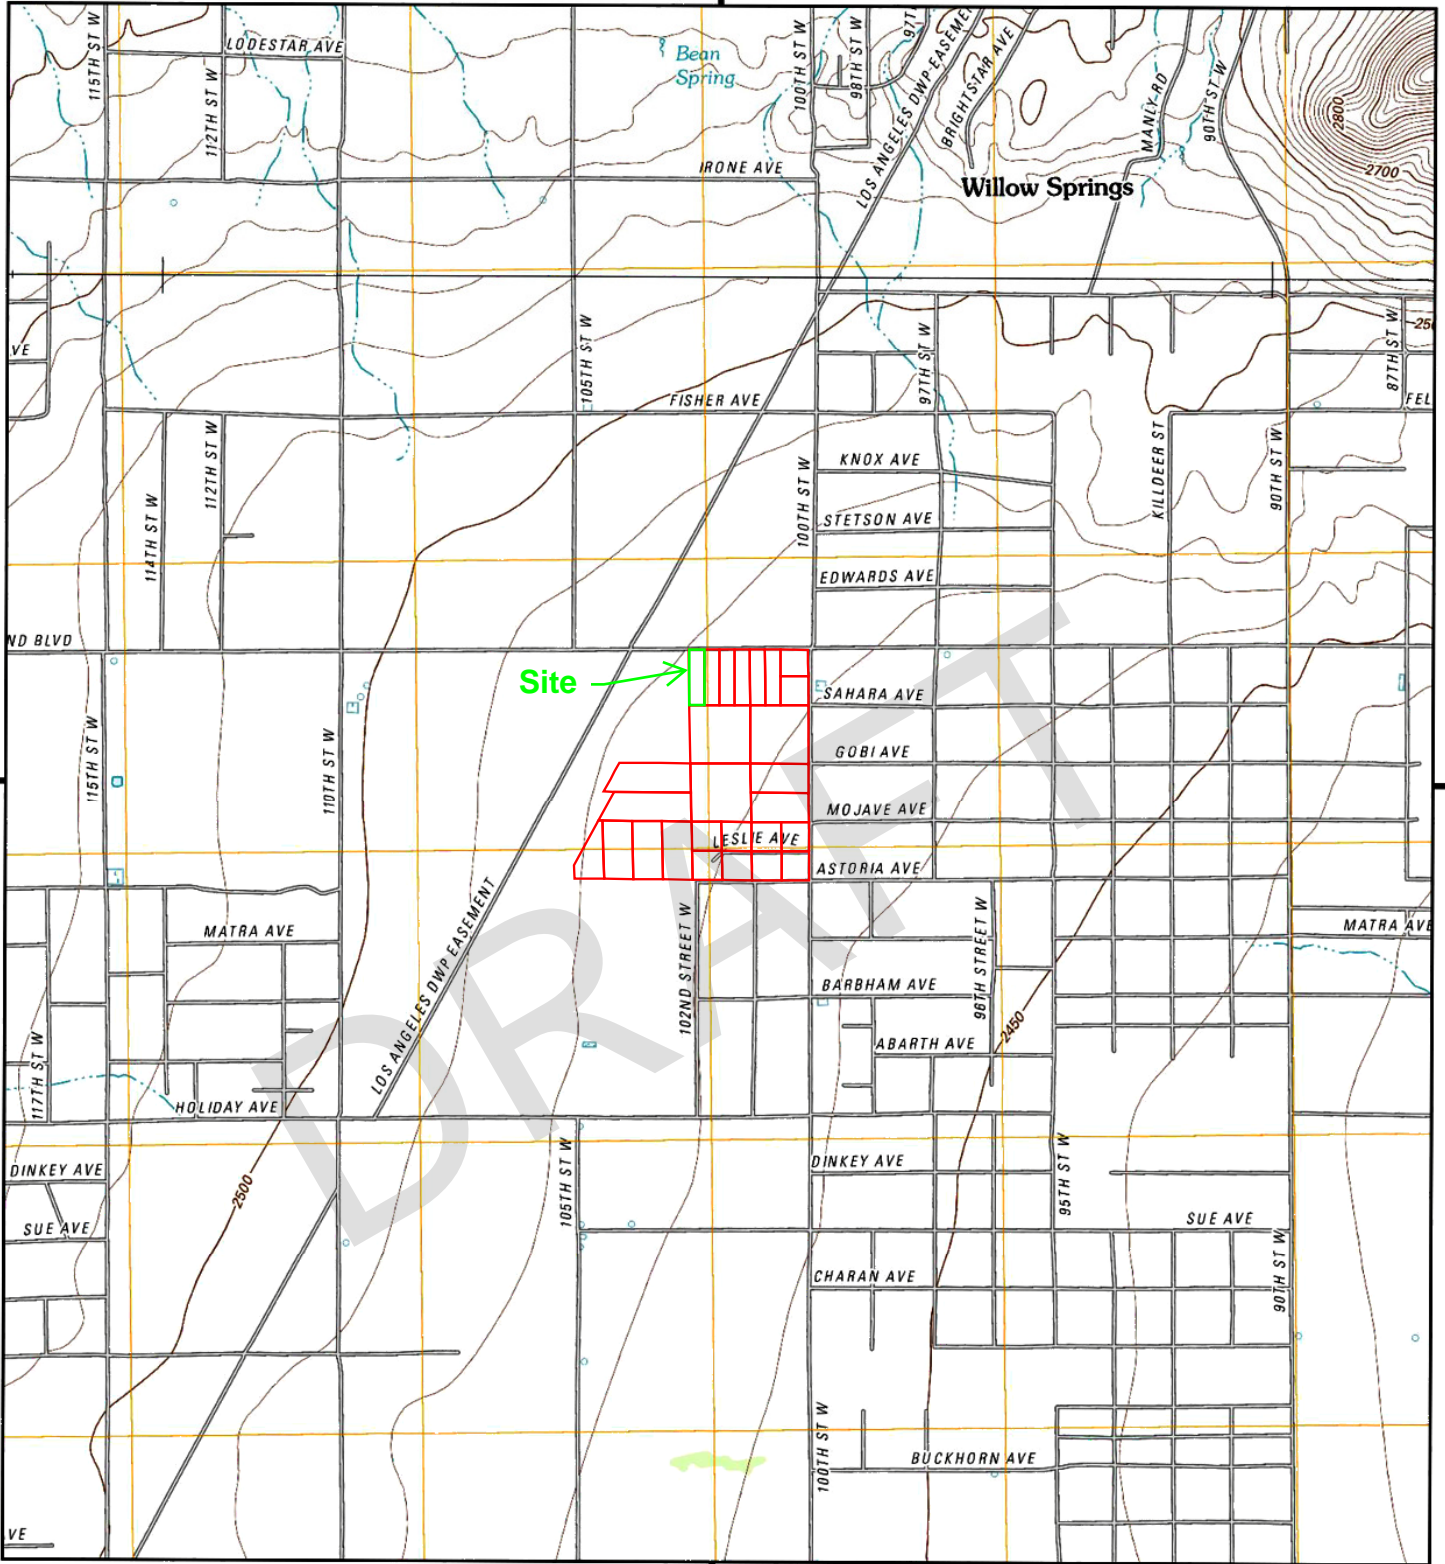 115TH ST W
LODESTAR AVE
112TH ST W
Bean
Spring
100TH ST W
98TH ST W
97T
LOS ANGELES DWP EASEME
BRIGHTSTAR AVE
MANLY RD
90TH ST W
2800
2700
IRONE AVE
Willow Springs
VE
105TH ST W
97TH ST W
87TH ST W
250
FISHER AVE
FEL
112TH ST W
114TH ST W
100TH ST W
KNOX AVE
KILLDEER ST
90TH ST W
STETSON AVE
EDWARDS AVE
ND BLVD
Site
SAHARA AVE
115TH ST W
110TH ST W
GOBI AVE
MOJAVE AVE
LESLIE AVE
ASTORIA AVE
LOS ANGELES DWP EASEMENT
MATRA AVE
102ND STREET W
96TH STREET W
MATRA AVE
BARBHAM AVE
2450
ABARTH AVE
117TH ST W
HOLIDAY AVE
DRAFT
DINKEY AVE
2500
105TH ST W
DINKEY AVE
95TH ST W
SUE AVE
SUE AVE
CHARAN AVE
90TH ST W
100TH ST W
BUCKHORN AVE
VE